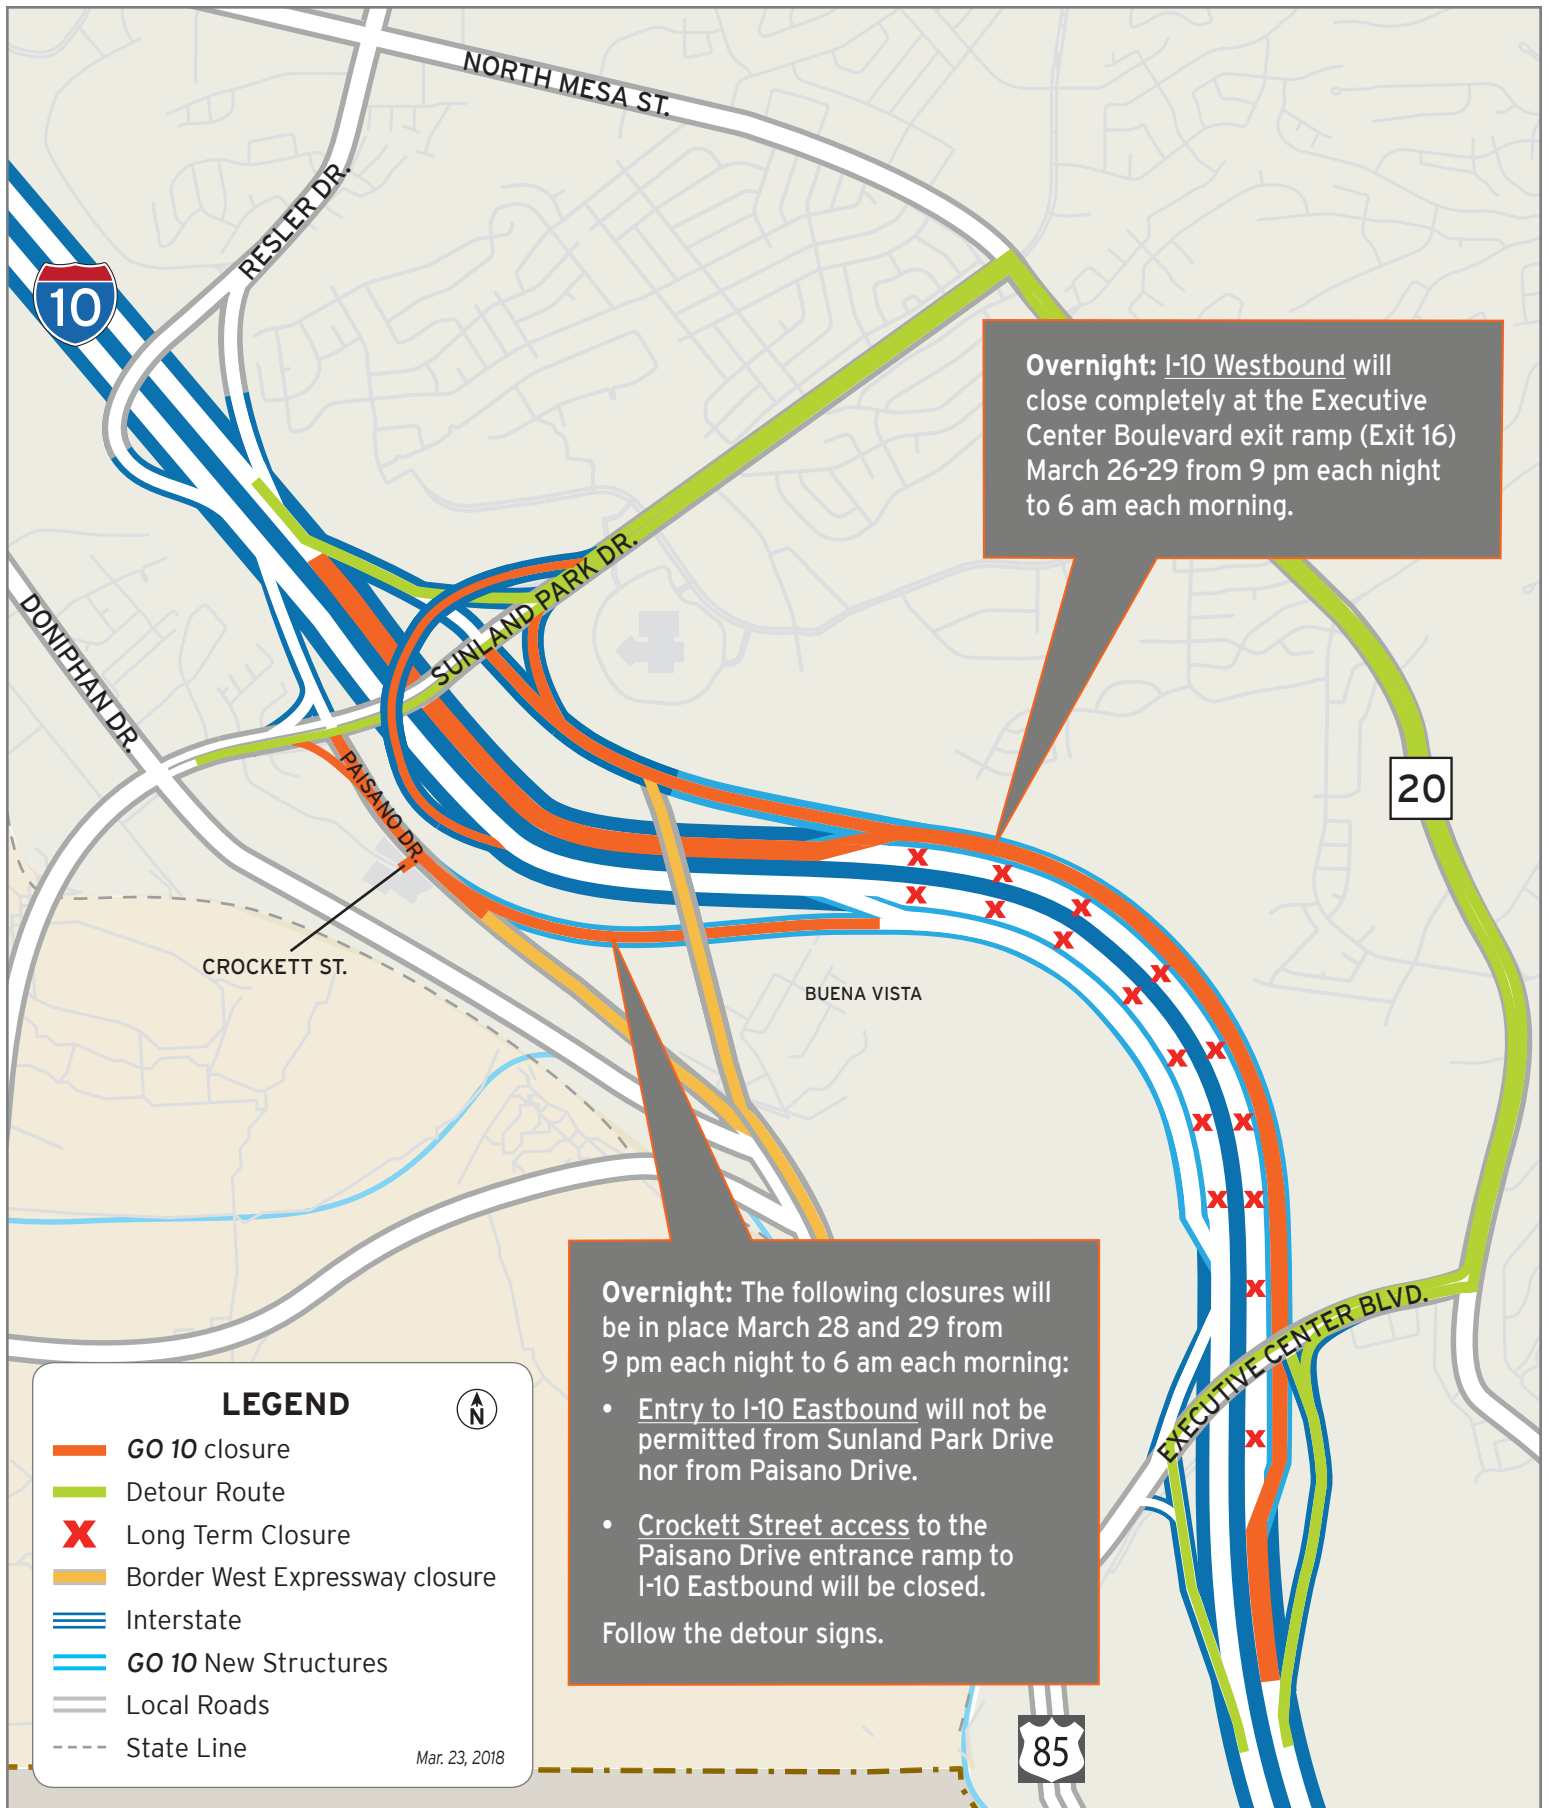 NORTH MESA ST.
RESLER DR.
10
Overnight: I-10 Westbound will
close completely at the Executive
Center Boulevard exit ramp (Exit 16)
March 26-29 from 9 pm each night
to 6 am each morning.
SUNLAND PARK DR.
DONIPHAN DR.
PAISANO DR.
20
CROCKETT ST.
BUENA VISTA
Overnight: The following closures will
be in place March 28 and 29 from
9 pm each night to 6 am each morning:
• Entry to I-10 Eastbound will not be
permitted from Sunland Park Drive
nor from Paisano Drive.
• Crockett Street access to the
Paisano Drive entrance ramp to
I-10 Eastbound will be closed.
Follow the detour signs.
EXECUTIVE CENTER BLVD.
LEGEND
N
GO 10 closure
Detour Route
X Long Term Closure
Border West Expressway closure
Interstate
GO 10 New Structures
Local Roads
State Line
Mar. 23, 2018
85